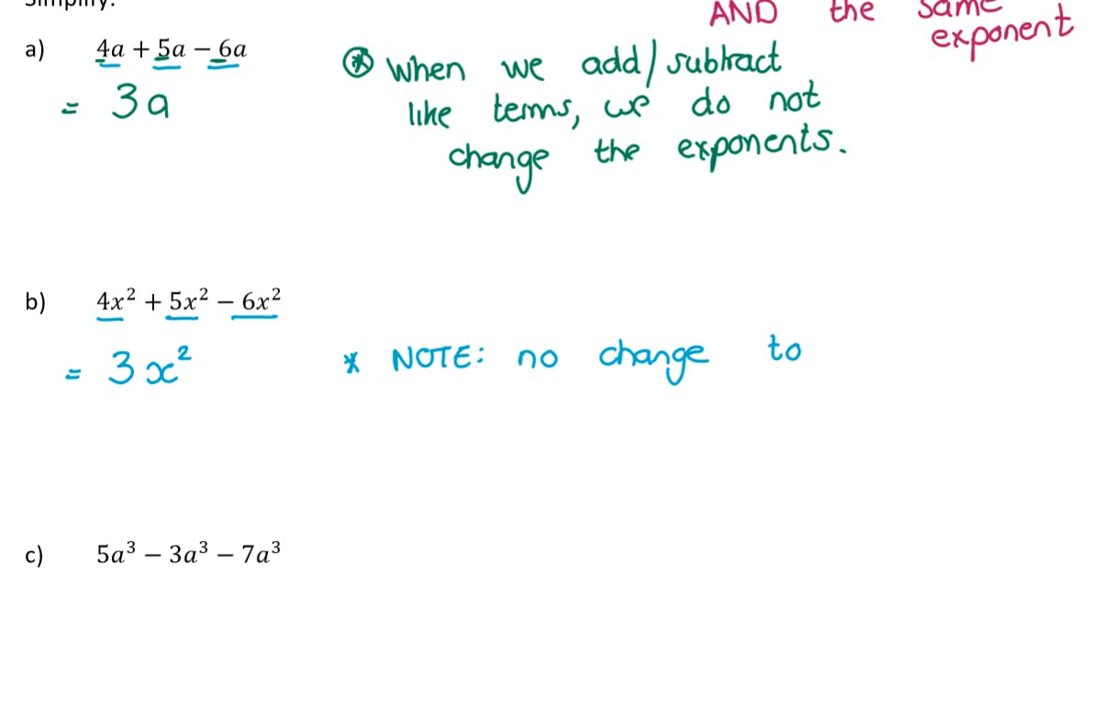 Simplify:
AND the same
exponent
a) 4a + 5a − 6a
= 3a
⊛ When we add/subtract
like terms, we do not
change the exponents.
b) 4x² + 5x² − 6x²
= 3x² * NOTE: no change to
c) 5a³ − 3a³ − 7a³